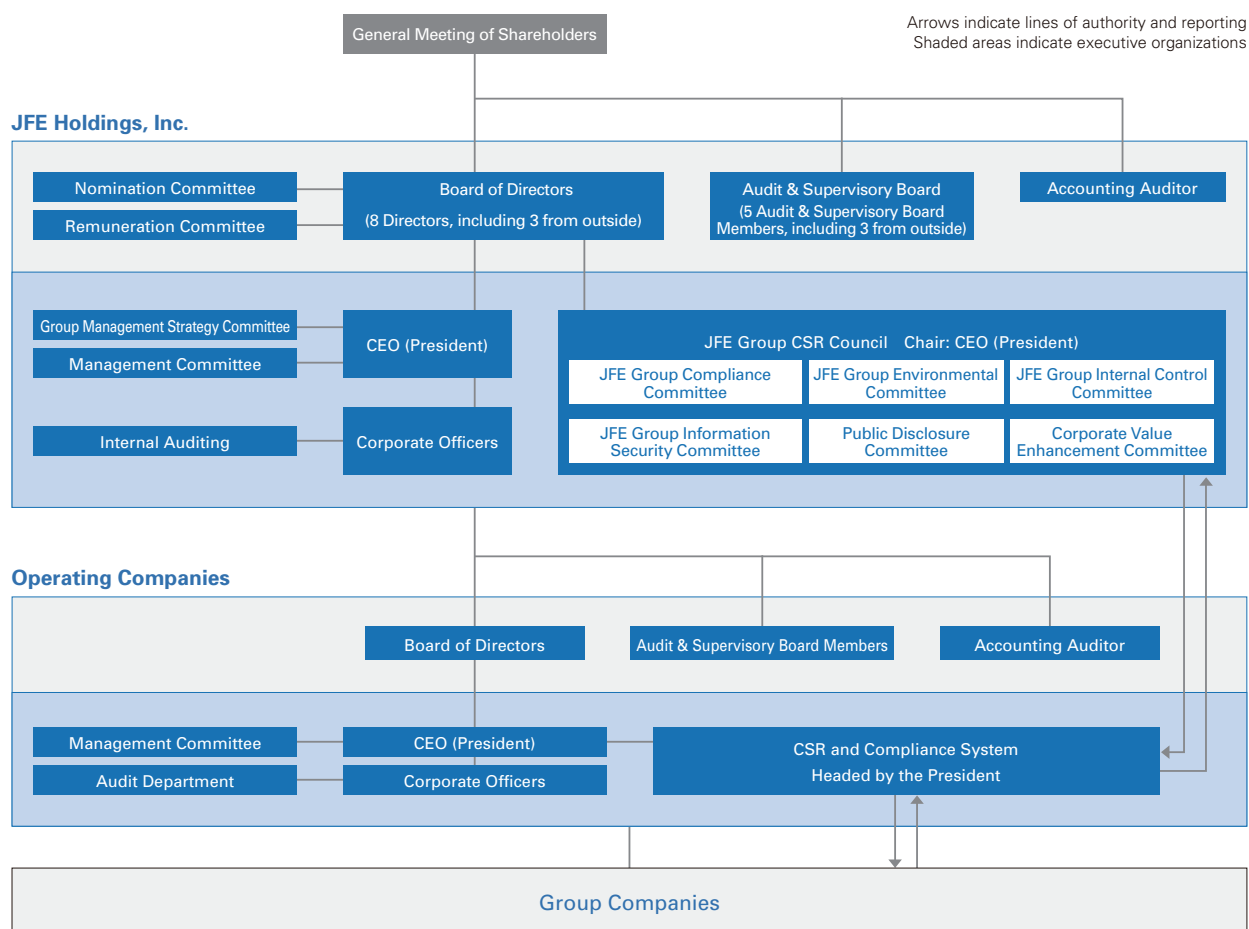 General Meeting of Shareholders
Arrows indicate lines of authority and reporting
Shaded areas indicate executive organizations
JFE Holdings, Inc.
Nomination Committee
Remuneration Committee
Board of Directors
(8 Directors, including 3 from outside)
Audit & Supervisory Board
(5 Audit & Supervisory Board
Members, including 3 from outside)
Accounting Auditor
Group Management Strategy Committee
Management Committee
CEO (President)
Internal Auditing
Corporate Officers
JFE Group CSR Council Chair: CEO (President)
JFE Group Compliance
Committee
JFE Group Environmental
Committee
JFE Group Internal Control
Committee
JFE Group Information
Security Committee
Public Disclosure
Committee
Corporate Value
Enhancement Committee
Operating Companies
Board of Directors
Audit & Supervisory Board Members
Accounting Auditor
Management Committee
CEO (President)
Audit Department
Corporate Officers
CSR and Compliance System
Headed by the President
Group Companies